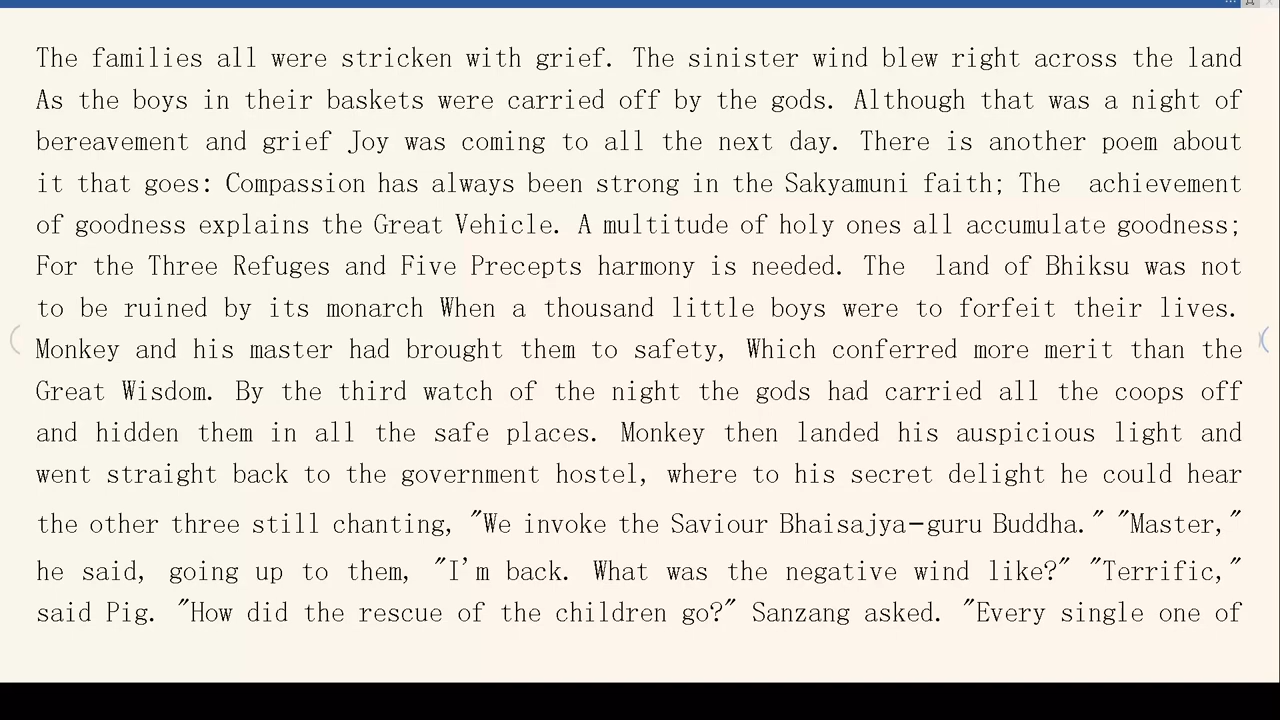 The families all were stricken with grief. The sinister wind blew right across the land
As the boys in their baskets were carried off by the gods. Although that was a night of
bereavement and grief Joy was coming to all the next day. There is another poem about
it that goes: Compassion has always been strong in the Sakyamuni faith; The achievement
of goodness explains the Great Vehicle. A multitude of holy ones all accumulate goodness;
For the Three Refuges and Five Precepts harmony is needed. The land of Bhiksu was not
to be ruined by its monarch When a thousand little boys were to forfeit their lives.
Monkey and his master had brought them to safety, Which conferred more merit than the
Great Wisdom. By the third watch of the night the gods had carried all the coops off
and hidden them in all the safe places. Monkey then landed his auspicious light and
went straight back to the government hostel, where to his secret delight he could hear
the other three still chanting, "We invoke the Saviour Bhaisajya-guru Buddha." "Master,"
he said, going up to them, "I'm back. What was the negative wind like?" "Terrific,"
said Pig. "How did the rescue of the children go?" Sanzang asked. "Every single one of